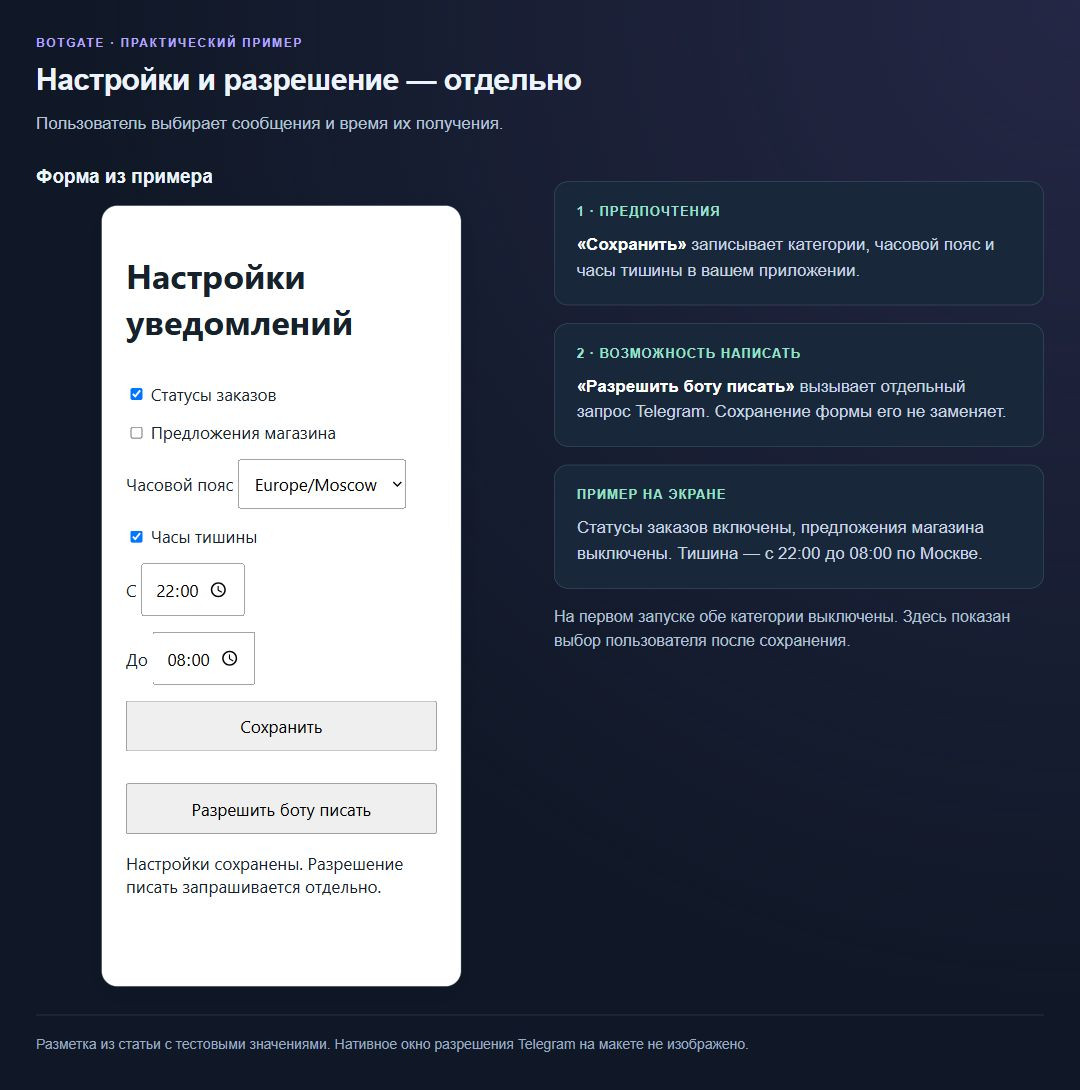 BOTGATE · ПРАКТИЧЕСКИЙ ПРИМЕР
Настройки и разрешение — отдельно
Пользователь выбирает сообщения и время их получения.
Форма из примера
Настройки
уведомлений
Статусы заказов
Предложения магазина
Часовой пояс Europe/Moscow
Часы тишины
С 22:00
До 08:00
Сохранить
Разрешить боту писать
Настройки сохранены. Разрешение
писать запрашивается отдельно.
1 · ПРЕДПОЧТЕНИЯ
«Сохранить» записывает категории, часовой пояс и
часы тишины в вашем приложении.
2 · ВОЗМОЖНОСТЬ НАПИСАТЬ
«Разрешить боту писать» вызывает отдельный
запрос Telegram. Сохранение формы его не заменяет.
ПРИМЕР НА ЭКРАНЕ
Статусы заказов включены, предложения магазина
выключены. Тишина — с 22:00 до 08:00 по Москве.
На первом запуске обе категории выключены. Здесь показан
выбор пользователя после сохранения.
Разметка из статьи с тестовыми значениями. Нативное окно разрешения Telegram на макете не изображено.